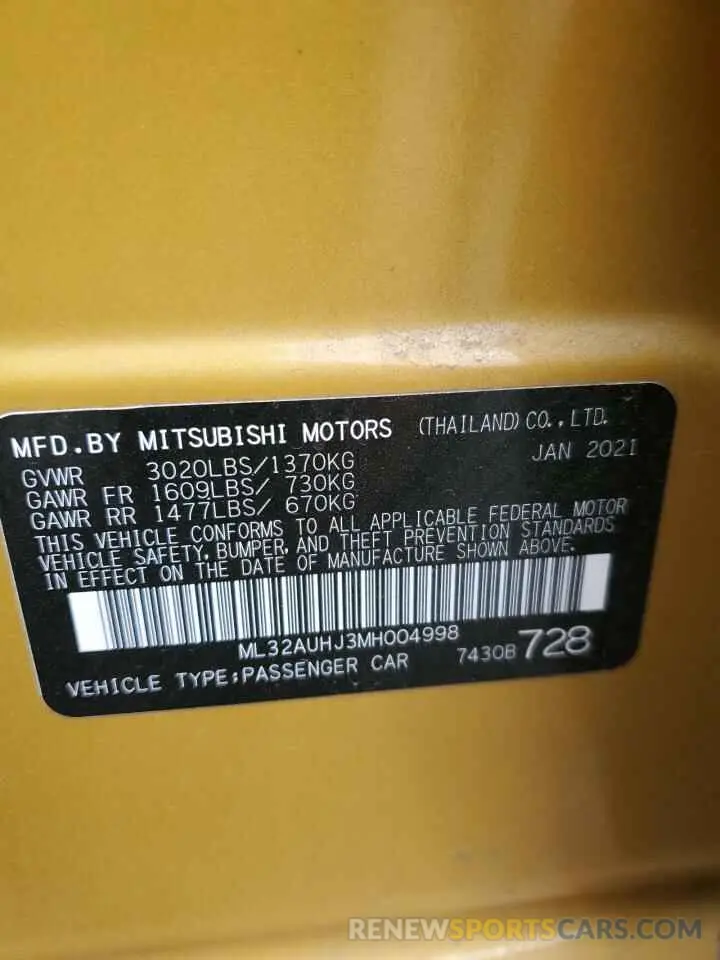 MFD.BY MITSUBISHI MOTORS (THAILAND) CO., LTD.
GVWR 3020LBS/1370KG JAN 2021
GAWR FR 1609LBS/ 730KG
GAWR RR 1477LBS/ 670KG
THIS VEHICLE CONFORMS TO ALL APPLICABLE FEDERAL MOTOR
VEHICLE SAFETY, BUMPER, AND THEFT PREVENTION STANDARDS
IN EFFECT ON THE DATE OF MANUFACTURE SHOWN ABOVE.
ML32AUHJ3MH004998
VEHICLE TYPE;PASSENGER CAR 7430B 728
RENEWSPORTSCARS.COM